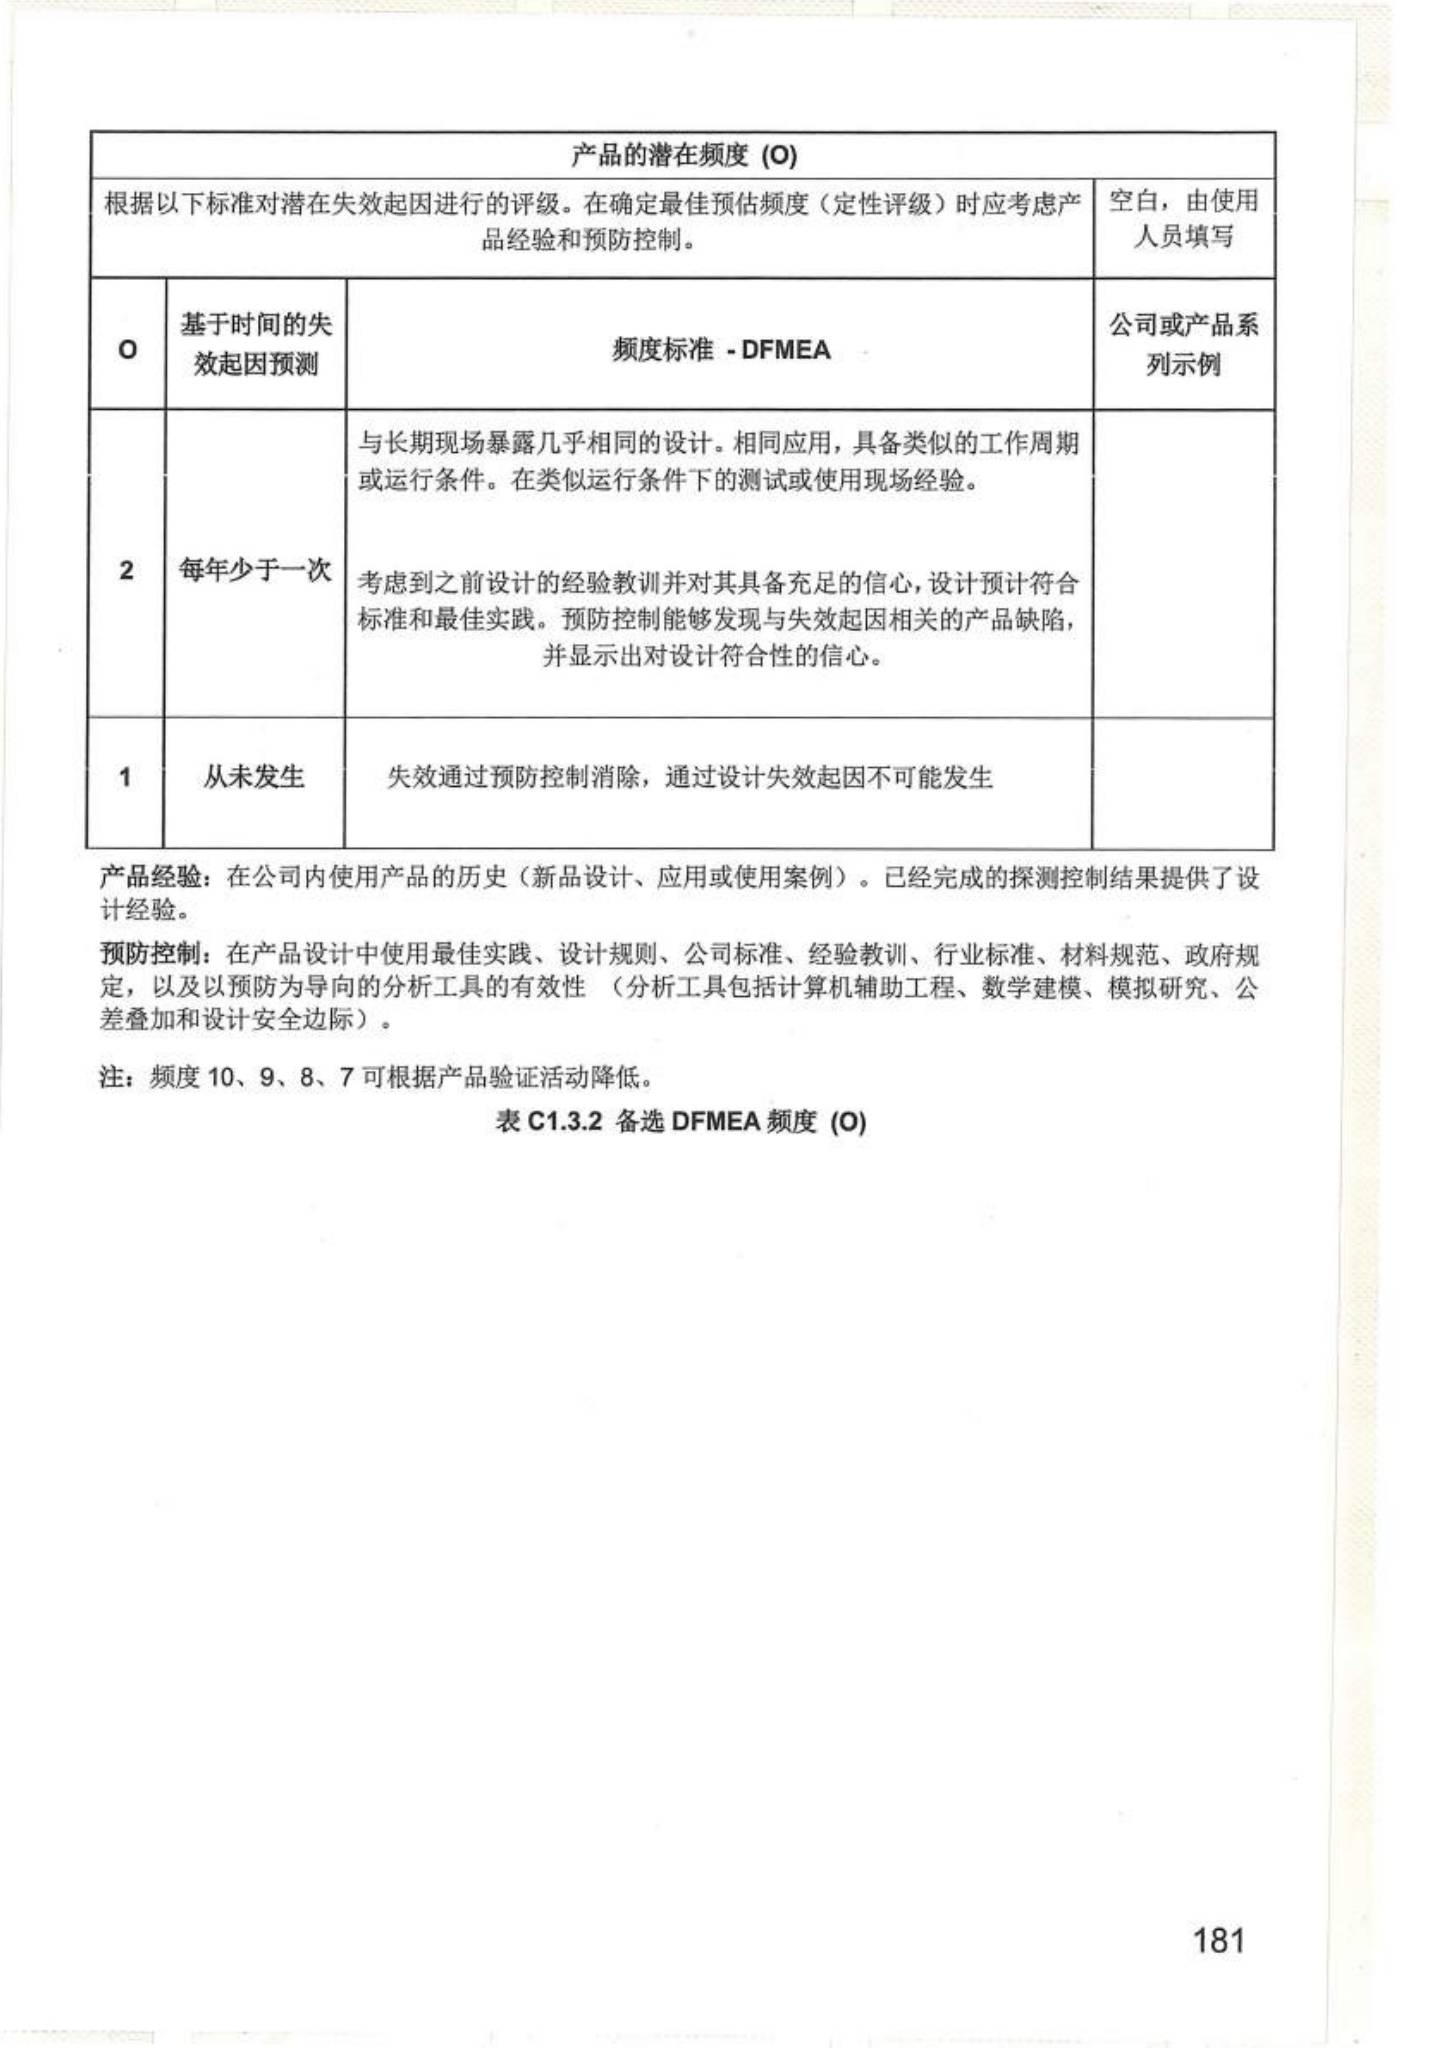 产品的潜在频度 (O)
根据以下标准对潜在失效起因进行的评级。在确定最佳预估频度（定性评级）时应考虑产
品经验和预防控制。
空白，由使用
人员填写
O
基于时间的失
效起因预测
频度标准 - DFMEA
公司或产品系
列示例
2
每年少于一次
与长期现场暴露几乎相同的设计。相同应用，具备类似的工作周期
或运行条件。在类似运行条件下的测试或使用现场经验。
考虑到之前设计的经验教训并对其具备充足的信心，设计预计符合
标准和最佳实践。预防控制能够发现与失效起因相关的产品缺陷，
并显示出对设计符合性的信心。
1
从未发生
失效通过预防控制消除，通过设计失效起因不可能发生
产品经验：在公司内使用产品的历史（新品设计、应用或使用案例）。已经完成的探测控制结果提供了设
计经验。
预防控制：在产品设计中使用最佳实践、设计规则、公司标准、经验教训、行业标准、材料规范、政府规
定，以及以预防为导向的分析工具的有效性 （分析工具包括计算机辅助工程、数学建模、模拟研究、公
差叠加和设计安全边际）。
注：频度 10、9、8、7 可根据产品验证活动降低。
表 C1.3.2 备选 DFMEA 频度 (O)
181